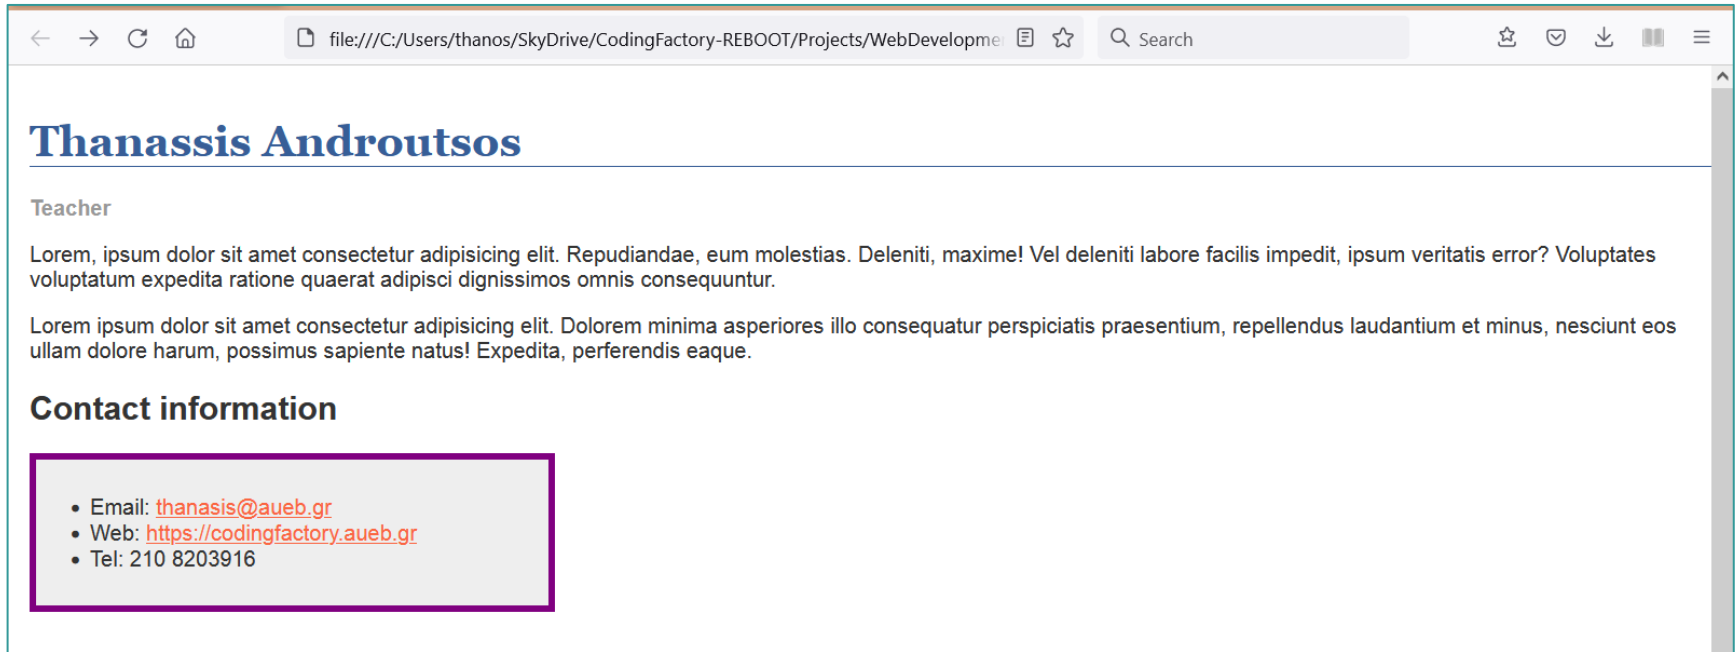 file:///C:/Users/thanos/SkyDrive/CodingFactory-REBOOT/Projects/WebDevelopme
Search
Thanassis Androutsos
Teacher
Lorem, ipsum dolor sit amet consectetur adipisicing elit. Repudiandae, eum molestias. Deleniti, maxime! Vel deleniti labore facilis impedit, ipsum veritatis error? Voluptates
voluptatum expedita ratione quaerat adipisci dignissimos omnis consequuntur.
Lorem ipsum dolor sit amet consectetur adipisicing elit. Dolorem minima asperiores illo consequatur perspiciatis praesentium, repellendus laudantium et minus, nesciunt eos
ullam dolore harum, possimus sapiente natus! Expedita, perferendis eaque.
Contact information
• Email: thanasis@aueb.gr
• Web: https://codingfactory.aueb.gr
• Tel: 210 8203916